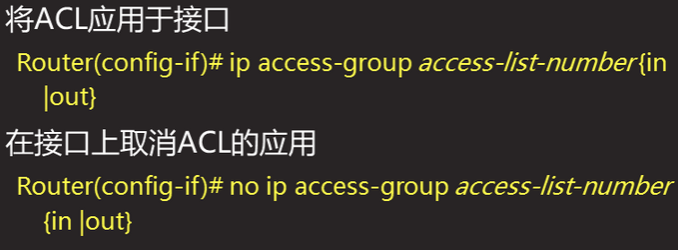 将ACL应用于接口
Router(config-if)# ip access-group access-list-number{in
|out}
在接口上取消ACL的应用
Router(config-if)# no ip access-group access-list-number
{in |out}